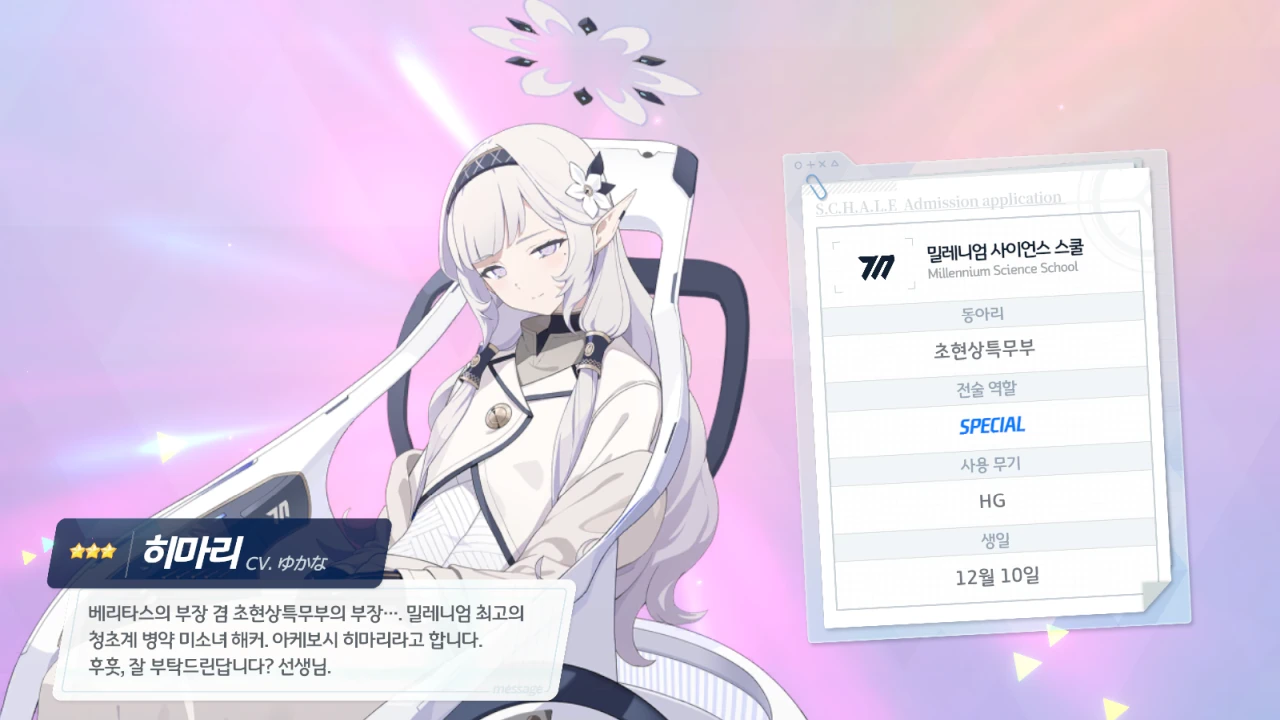 S.C.H.A.L.E Admission application
밀레니엄 사이언스 스쿨
Millennium Science School
동아리
초현상특무부
전술 역할
SPECIAL
사용 무기
HG
생일
12월 10일
히마리 CV. ゆかな
베리타스의 부장 겸 초현상특무부의 부장…. 밀레니엄 최고의
청초계 병약 미소녀 해커. 아케보시 히마리라고 합니다.
후훗, 잘 부탁드린답니다? 선생님.
message